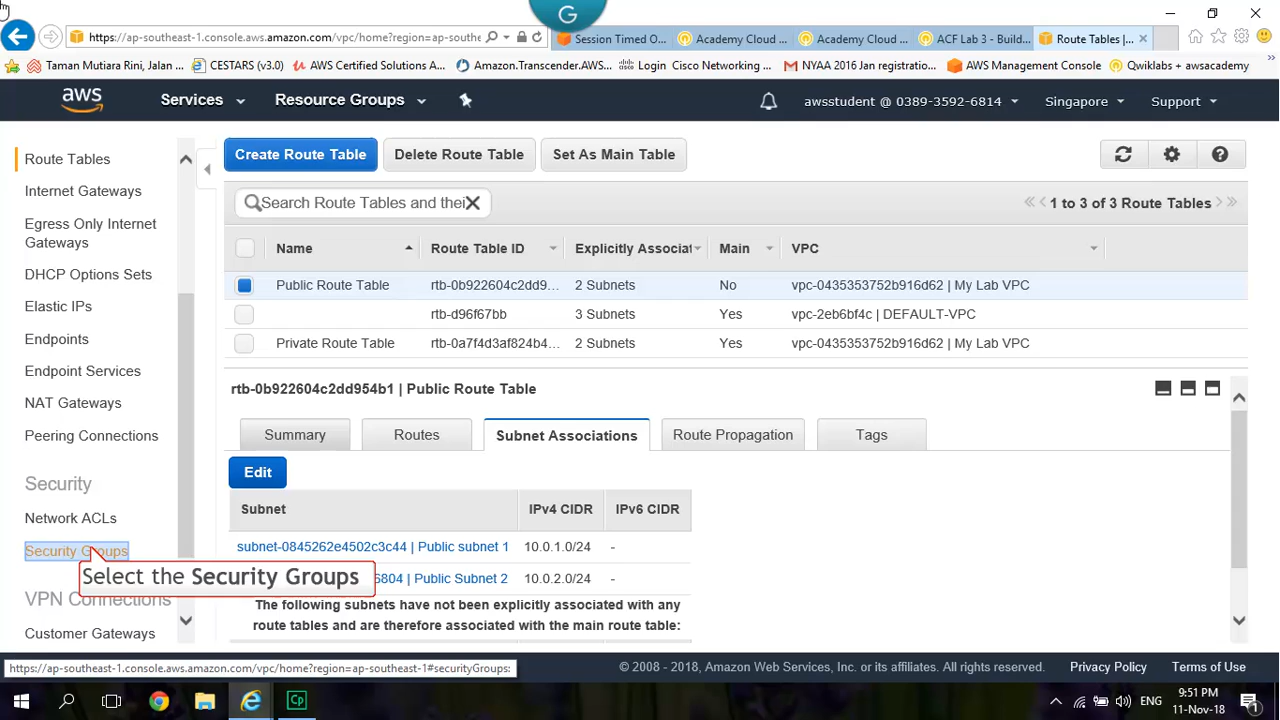 G
https://ap-southeast-1.console.aws.amazon.com/vpc/home?region=ap-southe
Session Timed O...
Academy Cloud ...
Academy Cloud ...
ACF Lab 3 - Build...
Route Tables |...
Taman Mutiara Rini, Jalan ...
CESTARS (v3.0)
AWS Certified Solutions A...
Amazon.Transcender.AWS...
Login Cisco Networking ...
NYAA 2016 Jan registratio...
AWS Management Console
Qwiklabs + awsacademy
aws
Services
Resource Groups
awsstudent @ 0389-3592-6814
Singapore
Support
Route Tables
Internet Gateways
Egress Only Internet
Gateways
DHCP Options Sets
Elastic IPs
Endpoints
Endpoint Services
NAT Gateways
Peering Connections
Security
Network ACLs
Security Groups
Select the Security Groups
VPN Connections
Customer Gateways
Create Route Table
Delete Route Table
Set As Main Table
Search Route Tables and thei
1 to 3 of 3 Route Tables
Name Route Table ID Explicitly Associat Main VPC
Public Route Table rtb-0b922604c2dd9... 2 Subnets No vpc-0435353752b916d62 | My Lab VPC
rtb-d96f67bb 3 Subnets Yes vpc-2eb6bf4c | DEFAULT-VPC
Private Route Table rtb-0a7f4d3af824b4... 2 Subnets Yes vpc-0435353752b916d62 | My Lab VPC
rtb-0b922604c2dd954b1 | Public Route Table
Summary
Routes
Subnet Associations
Route Propagation
Tags
Edit
Subnet IPv4 CIDR IPv6 CIDR
subnet-0845262e4502c3c44 | Public subnet 1 10.0.1.0/24 -
6804 | Public Subnet 2 10.0.2.0/24 -
The following subnets have not been explicitly associated with any
route tables and are therefore associated with the main route table:
https://ap-southeast-1.console.aws.amazon.com/vpc/home?region=ap-southeast-1#securityGroups:
© 2008 - 2018, Amazon Web Services, Inc. or its affiliates. All rights reserved.
Privacy Policy
Terms of Use
Cp
ENG
9:51 PM
11-Nov-18
1